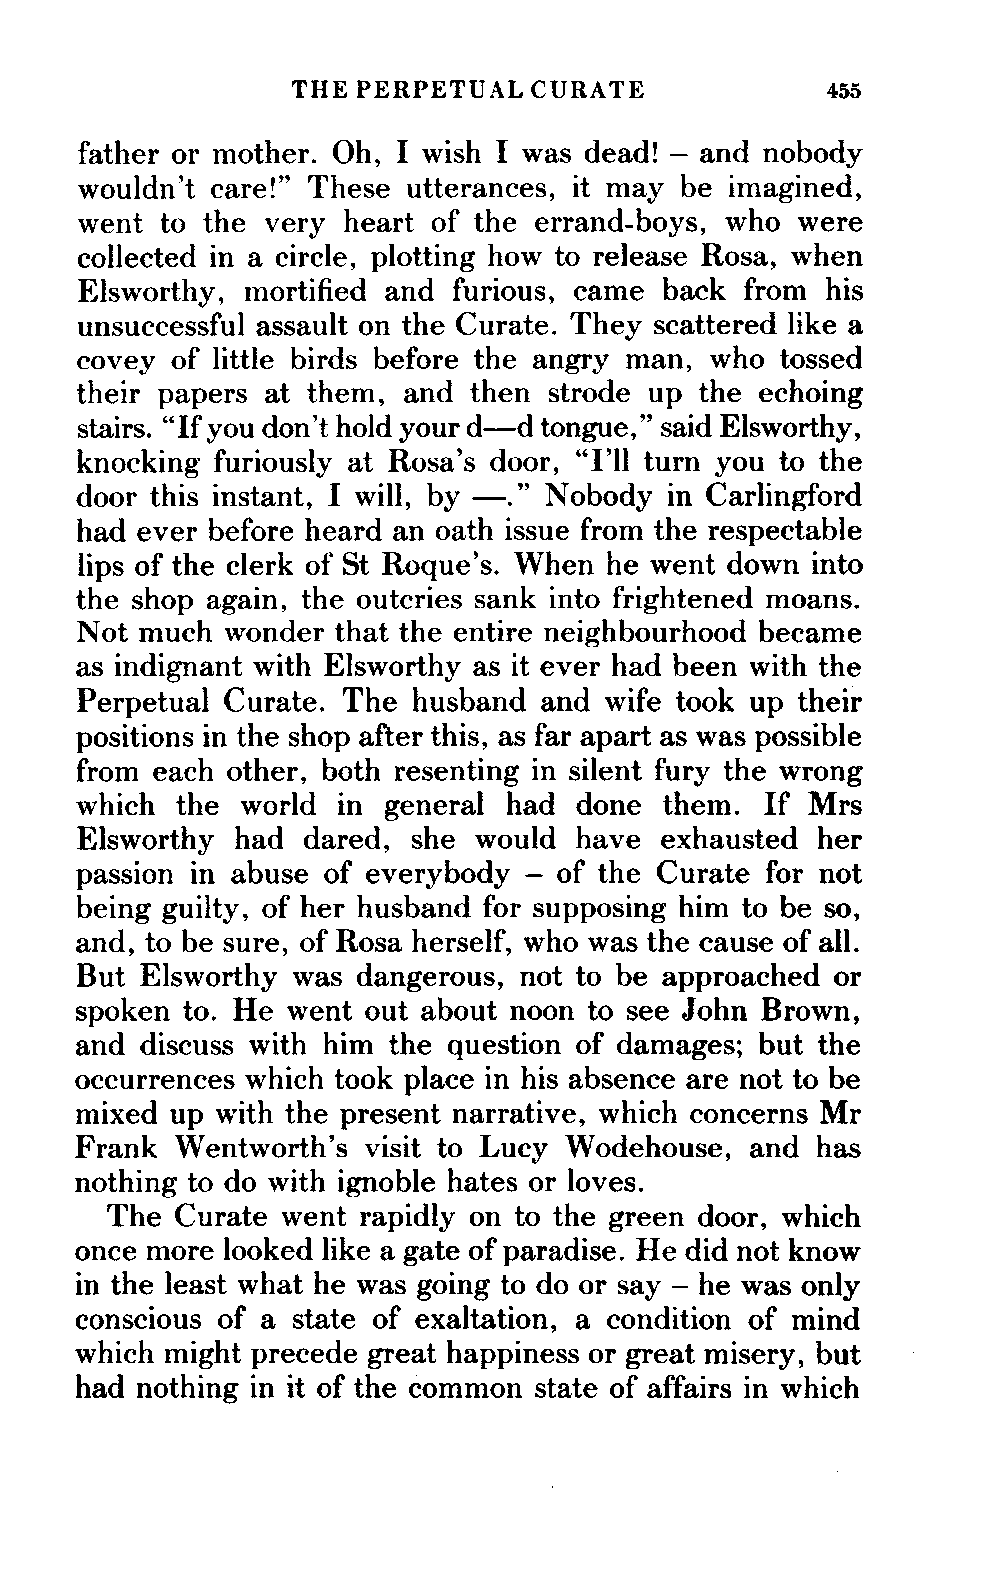 THE PERPETUAL CURATE 455
father or mother. Oh, I wish I was dead! – and nobody
wouldn't care!” These utterances, it may be imagined,
went to the very heart of the errand-boys, who were
collected in a circle, plotting how to release Rosa, when
Elsworthy, mortified and furious, came back from his
unsuccessful assault on the Curate. They scattered like a
covey of little birds before the angry man, who tossed
their papers at them, and then strode up the echoing
stairs. “If you don't hold your d—d tongue,” said Elsworthy,
knocking furiously at Rosa's door, “I'll turn you to the
door this instant, I will, by —.” Nobody in Carlingford
had ever before heard an oath issue from the respectable
lips of the clerk of St Roque's. When he went down into
the shop again, the outcries sank into frightened moans.
Not much wonder that the entire neighbourhood became
as indignant with Elsworthy as it ever had been with the
Perpetual Curate. The husband and wife took up their
positions in the shop after this, as far apart as was possible
from each other, both resenting in silent fury the wrong
which the world in general had done them. If Mrs
Elsworthy had dared, she would have exhausted her
passion in abuse of everybody – of the Curate for not
being guilty, of her husband for supposing him to be so,
and, to be sure, of Rosa herself, who was the cause of all.
But Elsworthy was dangerous, not to be approached or
spoken to. He went out about noon to see John Brown,
and discuss with him the question of damages; but the
occurrences which took place in his absence are not to be
mixed up with the present narrative, which concerns Mr
Frank Wentworth's visit to Lucy Wodehouse, and has
nothing to do with ignoble hates or loves.
The Curate went rapidly on to the green door, which
once more looked like a gate of paradise. He did not know
in the least what he was going to do or say – he was only
conscious of a state of exaltation, a condition of mind
which might precede great happiness or great misery, but
had nothing in it of the common state of affairs in which